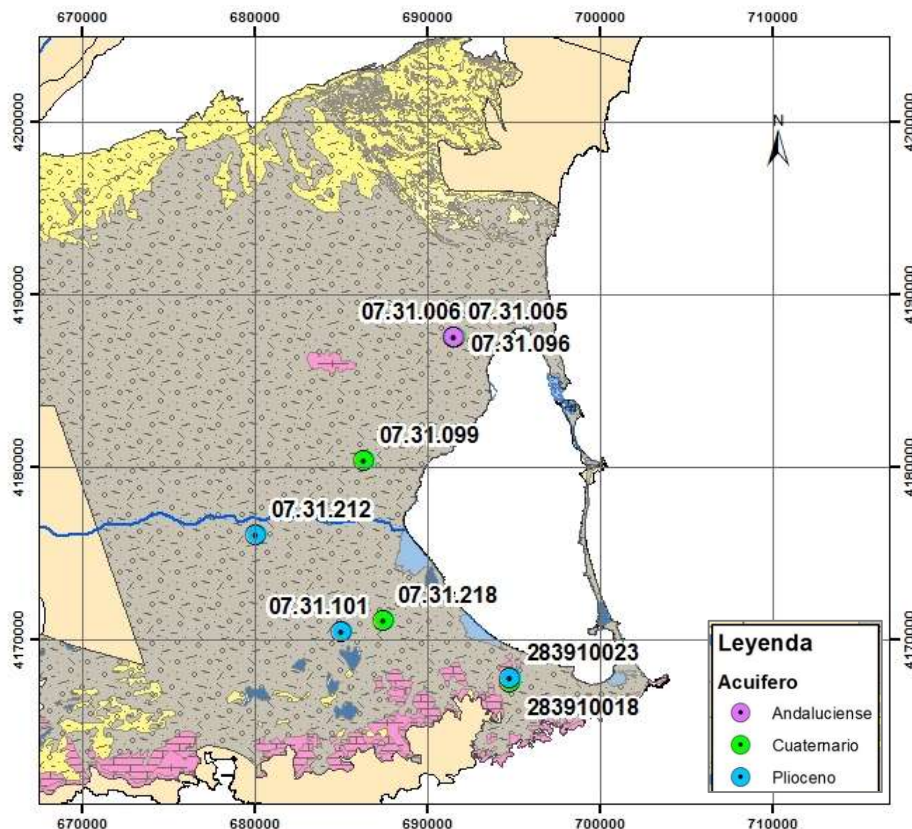 670000 680000 690000 700000 710000
4200000 4200000
N
4190000 4190000
07.31.006 07.31.005
07.31.096
07.31.099
4180000 4180000
07.31.212
07.31.218
07.31.101
4170000 4170000
283910023
283910018
Leyenda
Acuifero
Andaluciense
Cuaternario
Plioceno
670000 680000 690000 700000 710000